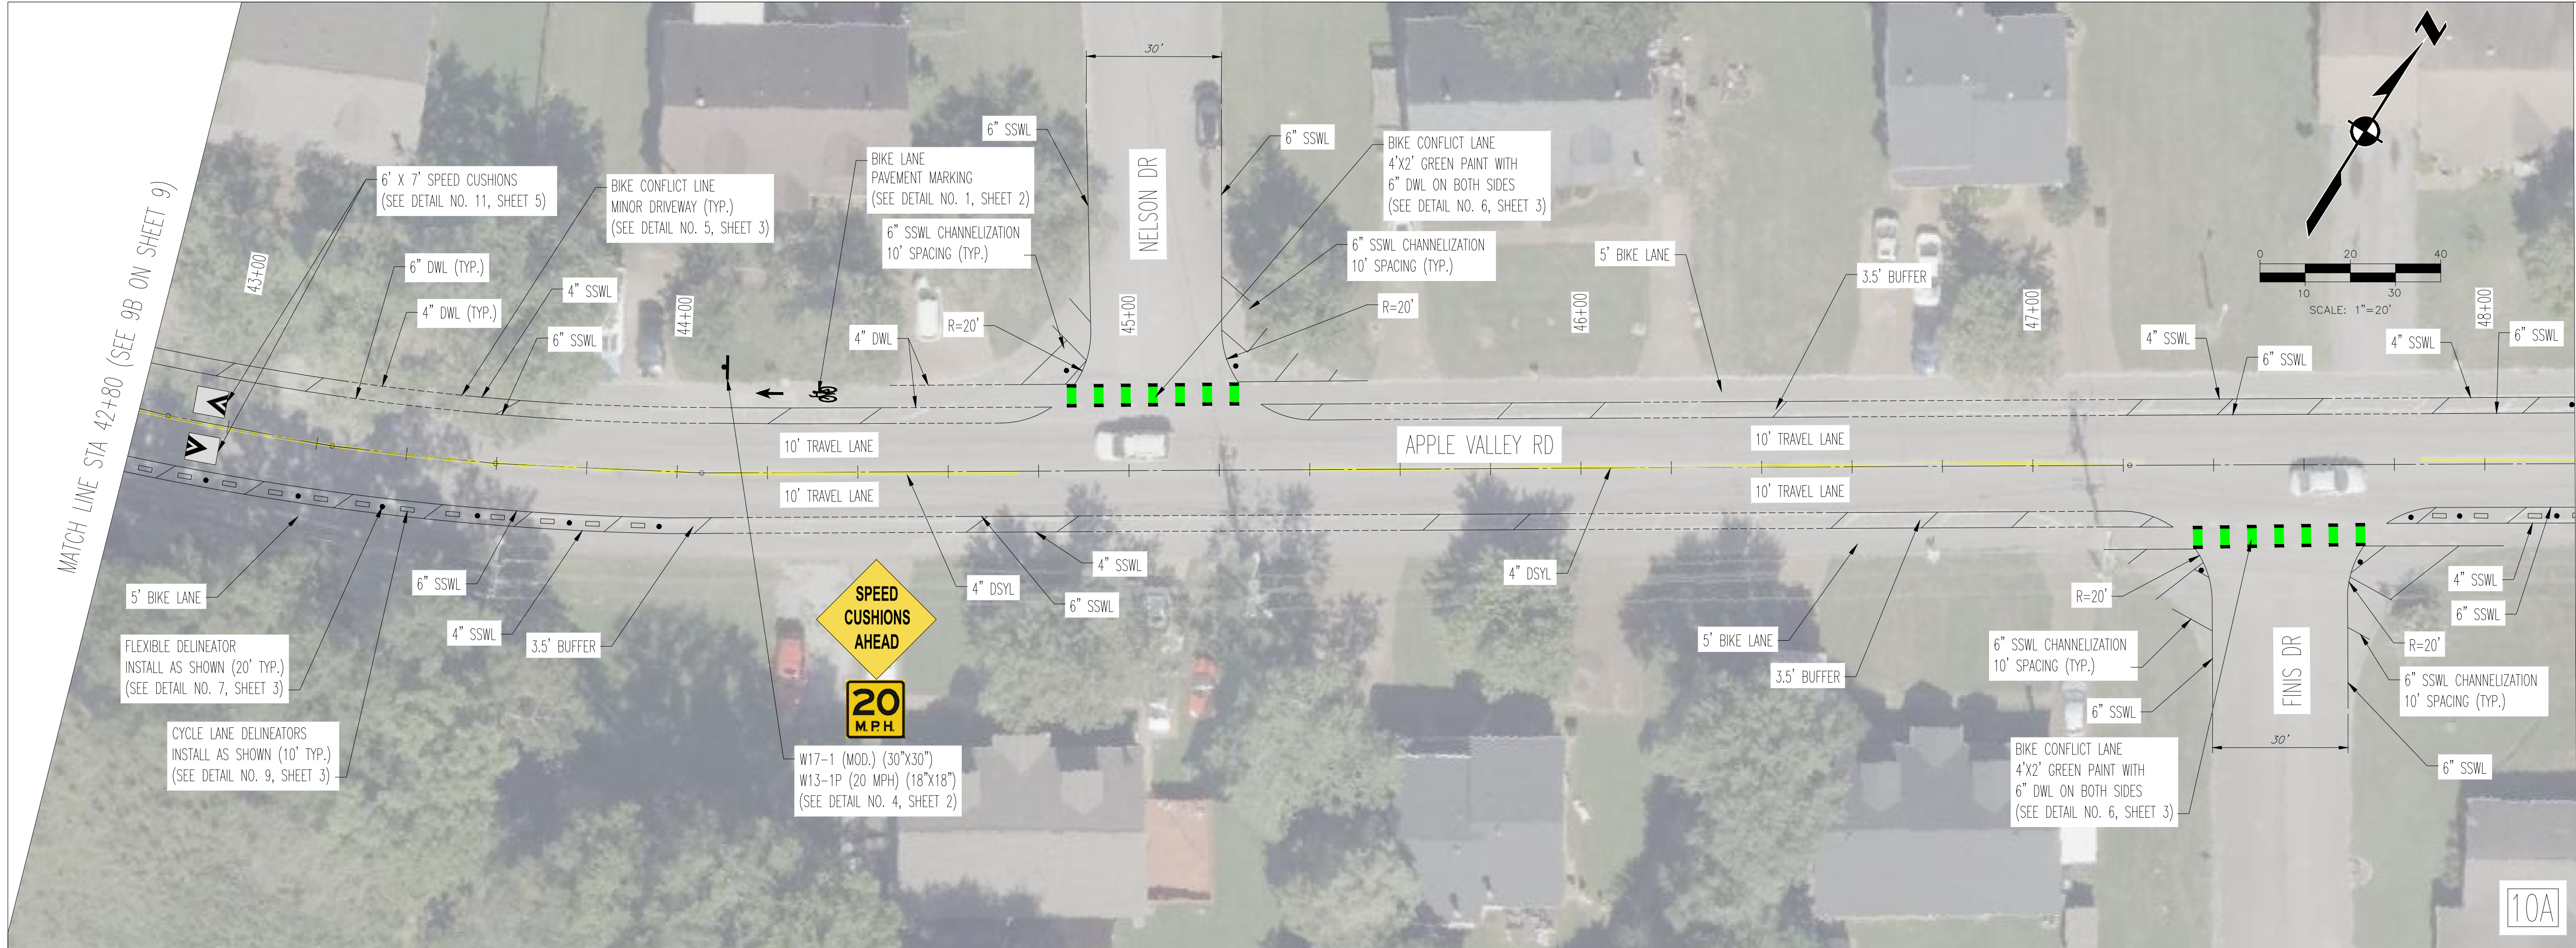 MATCH LINE STA 42+80 (SEE 9B ON SHEET 9)
43+00
6' X 7' SPEED CUSHIONS
(SEE DETAIL NO. 11, SHEET 5)
6" DWL (TYP.)
4" DWL (TYP.)
BIKE CONFLICT LINE
MINOR DRIVEWAY (TYP.)
(SEE DETAIL NO. 5, SHEET 3)
4" SSWL
6" SSWL
44+00
BIKE LANE
PAVEMENT MARKING
(SEE DETAIL NO. 1, SHEET 2)
6" SSWL CHANNELIZATION
10' SPACING (TYP.)
4" DWL
R=20'
6" SSWL
30'
NELSON DR
45+00
6" SSWL
BIKE CONFLICT LANE
4'X2' GREEN PAINT WITH
6" DWL ON BOTH SIDES
(SEE DETAIL NO. 6, SHEET 3)
6" SSWL CHANNELIZATION
10' SPACING (TYP.)
R=20'
46+00
5' BIKE LANE
3.5' BUFFER
47+00
4" SSWL
6" SSWL
4" SSWL
48+00
6" SSWL
N
0 20 40
10 30
SCALE: 1"=20'
10' TRAVEL LANE
10' TRAVEL LANE
APPLE VALLEY RD
10' TRAVEL LANE
10' TRAVEL LANE
5' BIKE LANE
FLEXIBLE DELINEATOR
INSTALL AS SHOWN (20' TYP.)
(SEE DETAIL NO. 7, SHEET 3)
CYCLE LANE DELINEATORS
INSTALL AS SHOWN (10' TYP.)
(SEE DETAIL NO. 9, SHEET 3)
6" SSWL
4" SSWL
3.5' BUFFER
SPEED
CUSHIONS
AHEAD
20
M.P.H.
W17-1 (MOD.) (30"X30")
W13-1P (20 MPH) (18"X18")
(SEE DETAIL NO. 4, SHEET 2)
4" DSYL
4" SSWL
6" SSWL
4" DSYL
5' BIKE LANE
3.5' BUFFER
R=20'
6" SSWL CHANNELIZATION
10' SPACING (TYP.)
6" SSWL
BIKE CONFLICT LANE
4'X2' GREEN PAINT WITH
6" DWL ON BOTH SIDES
(SEE DETAIL NO. 6, SHEET 3)
FINIS DR
30'
4" SSWL
6" SSWL
R=20'
6" SSWL CHANNELIZATION
10' SPACING (TYP.)
6" SSWL
10A